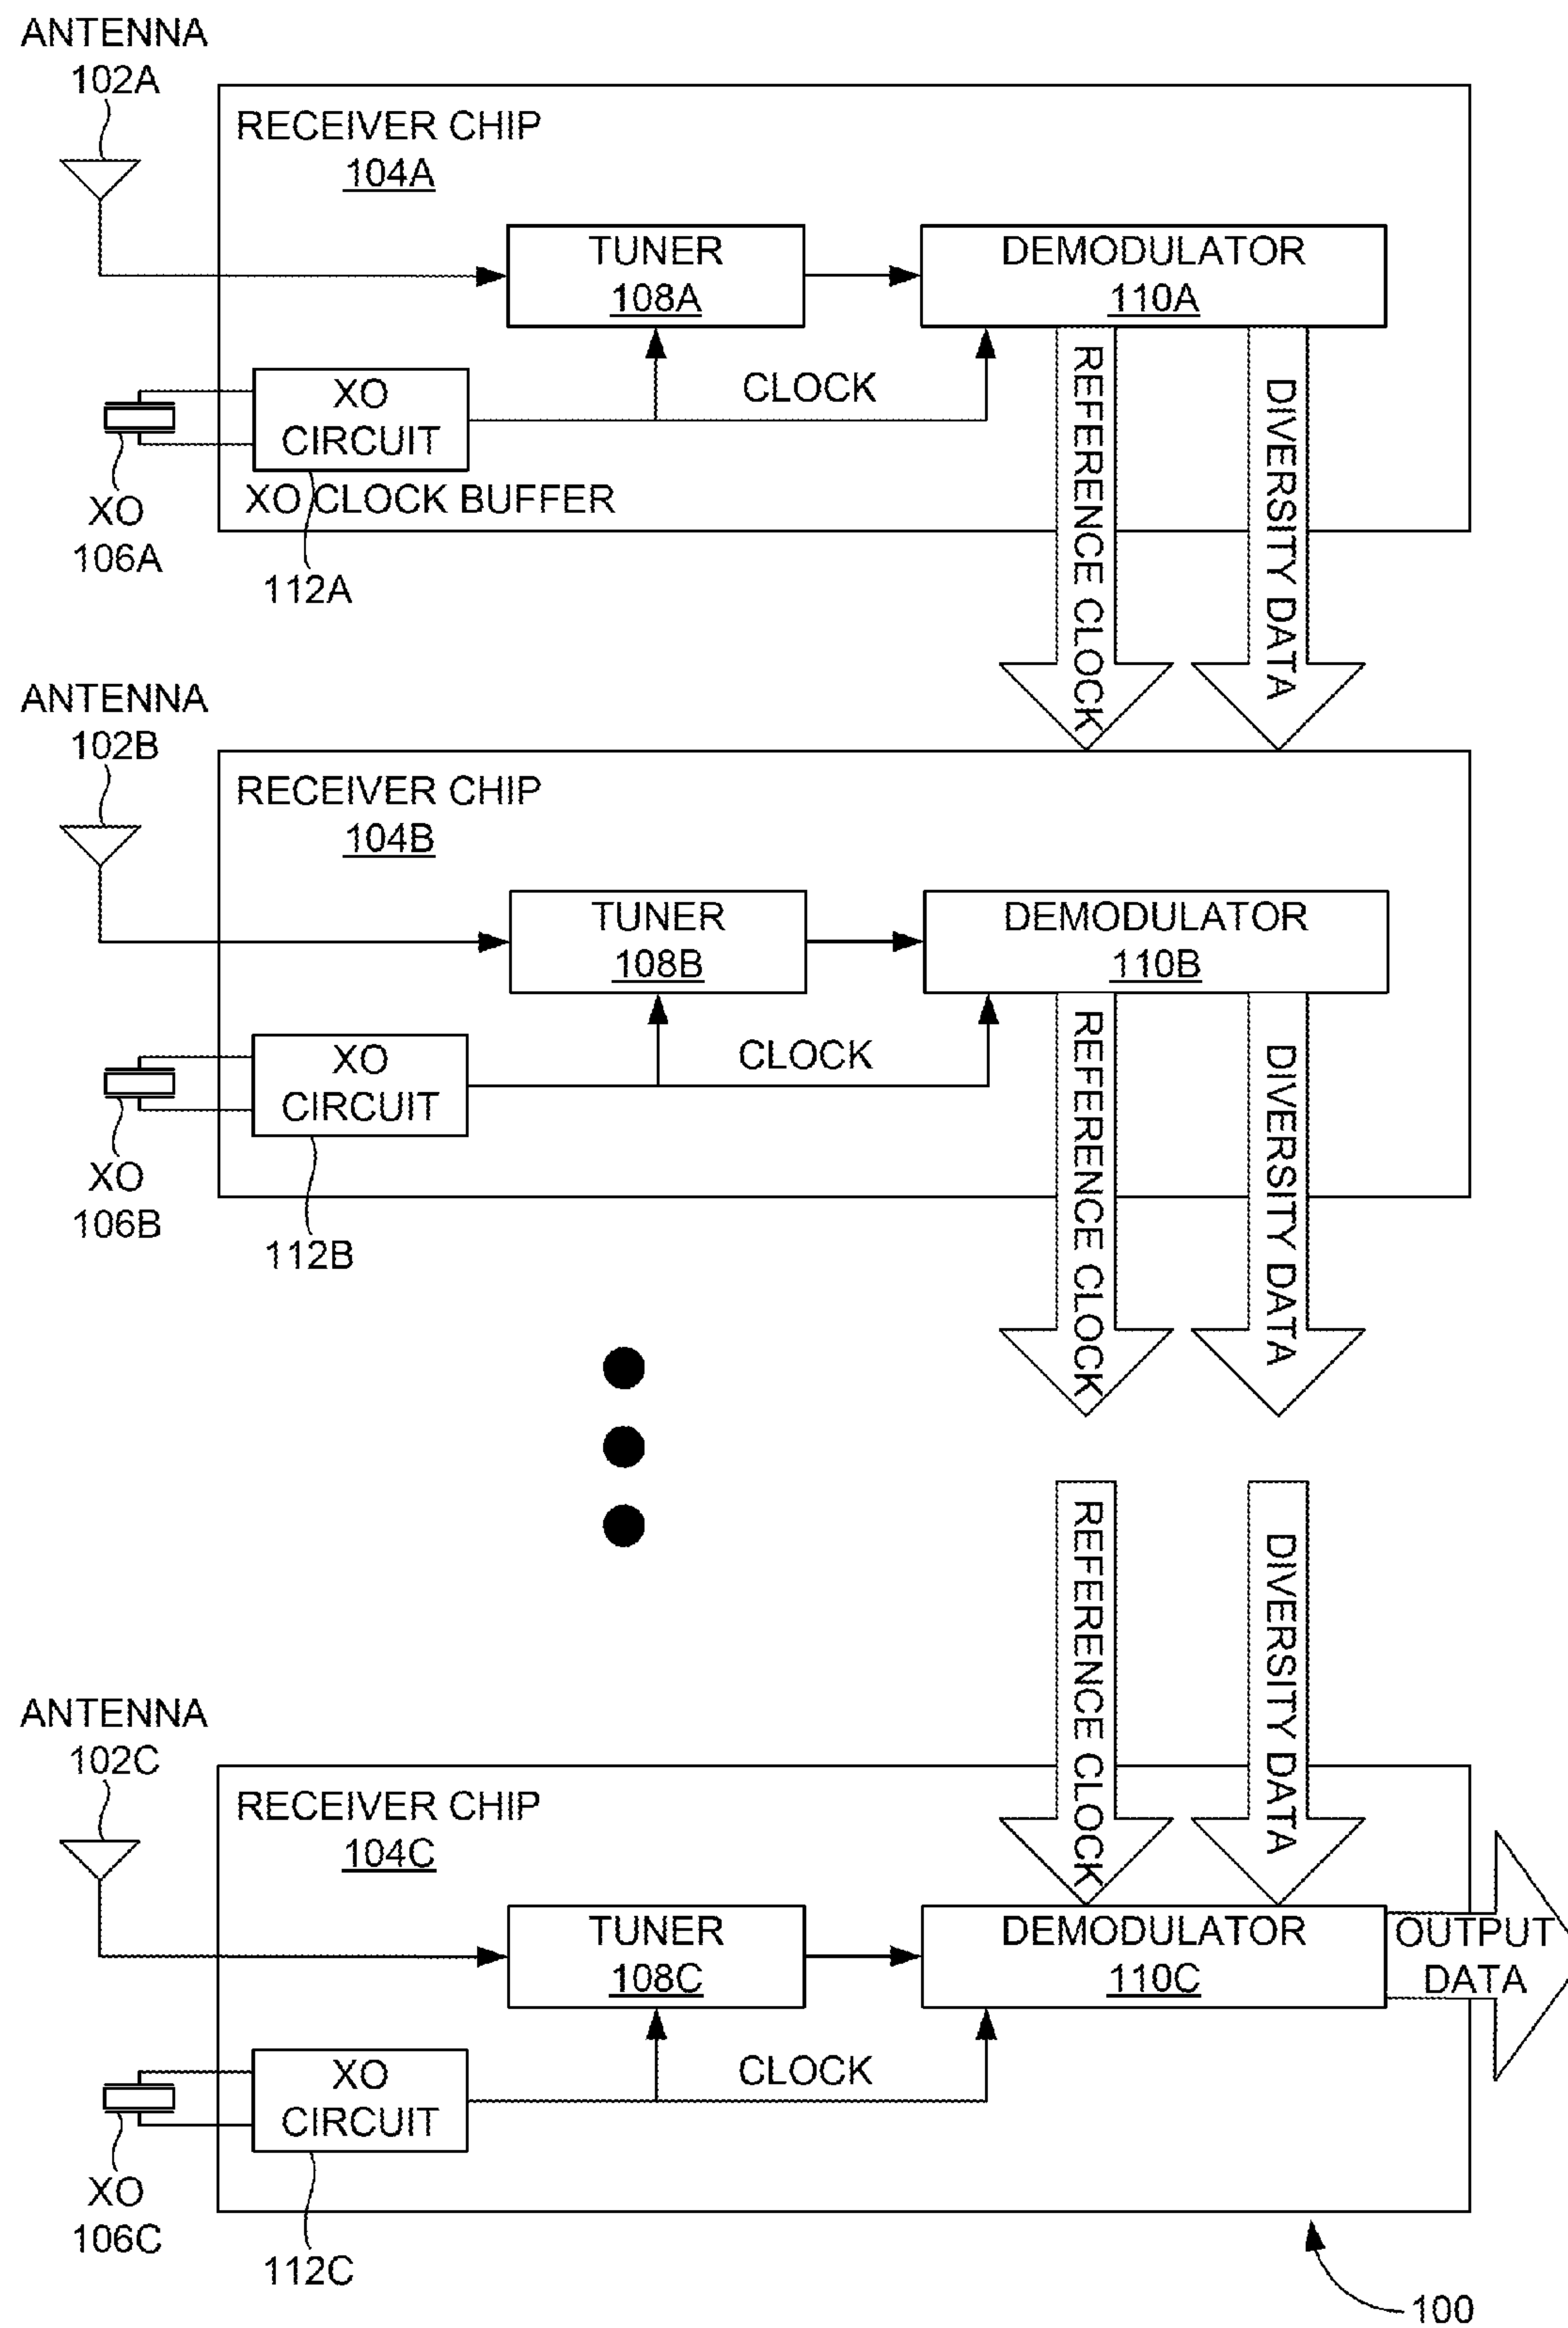 ANTENNA
102A
RECEIVER CHIP
104A
TUNER
108A
DEMODULATOR
110A
XO
CIRCUIT
CLOCK
XO CLOCK BUFFER
XO
106A
112A
REFERENCE CLOCK
DIVERSITY DATA
ANTENNA
102B
RECEIVER CHIP
104B
TUNER
108B
DEMODULATOR
110B
XO
CIRCUIT
CLOCK
XO
106B
112B
REFERENCE CLOCK
DIVERSITY DATA
REFERENCE CLOCK
DIVERSITY DATA
ANTENNA
102C
RECEIVER CHIP
104C
TUNER
108C
DEMODULATOR
110C
OUTPUT
DATA
XO
CIRCUIT
CLOCK
XO
106C
112C
100